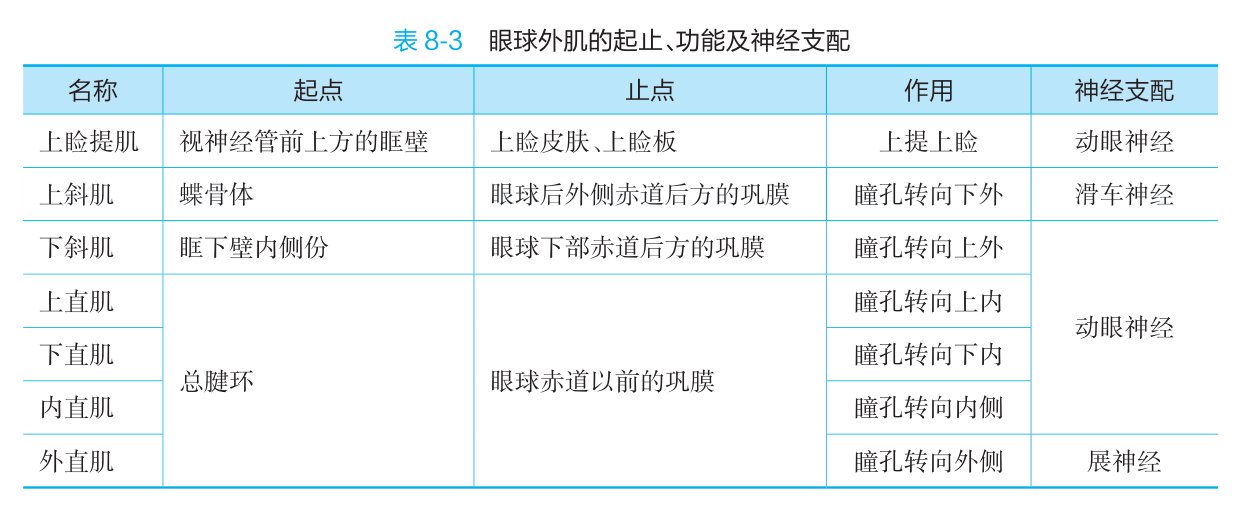 表 8-3 眼球外肌的起止、功能及神经支配
名称 起点 止点 作用 神经支配
上睑提肌 视神经管前上方的眶壁 上睑皮肤、上睑板 上提上睑 动眼神经
上斜肌 蝶骨体 眼球后外侧赤道后方的巩膜 瞳孔转向下外 滑车神经
下斜肌 眶下壁内侧份 眼球下部赤道后方的巩膜 瞳孔转向上外
上直肌 瞳孔转向上内
动眼神经
下直肌 瞳孔转向下内
总腱环 眼球赤道以前的巩膜
内直肌 瞳孔转向内侧
外直肌 瞳孔转向外侧 展神经